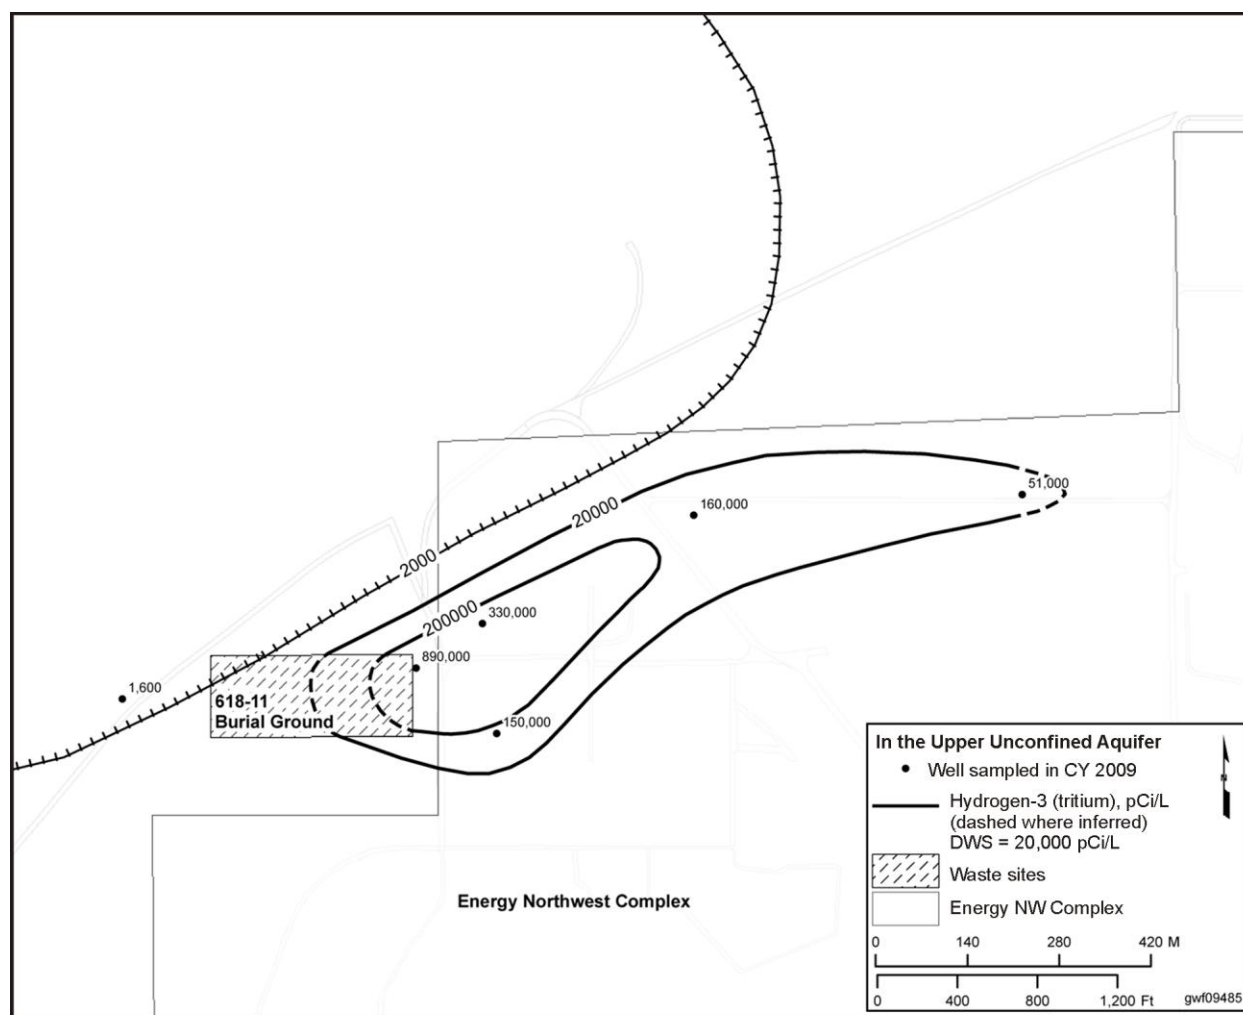 51,000
160,000
20000
2000
200000
330,000
890,000
1,600
618-11
Burial Ground
150,000
Energy Northwest Complex
In the Upper Unconfined Aquifer
Well sampled in CY 2009
Hydrogen-3 (tritium), pCi/L
(dashed where inferred)
DWS = 20,000 pCi/L
Waste sites
Energy NW Complex
N
0 140 280 420 M
0 400 800 1,200 Ft
gwf09485